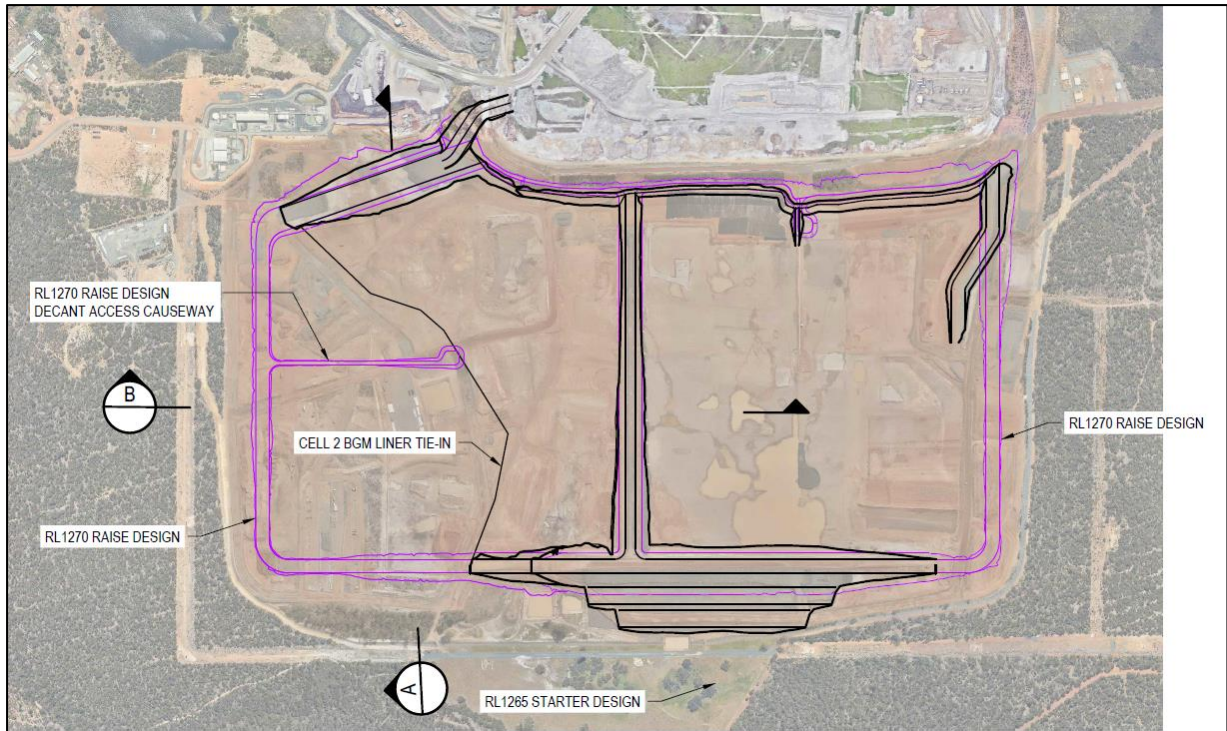 RL1270 RAISE DESIGN
DECANT ACCESS CAUSEWAY
B
CELL 2 BGM LINER TIE-IN
RL1270 RAISE DESIGN
RL1270 RAISE DESIGN
A
RL1265 STARTER DESIGN